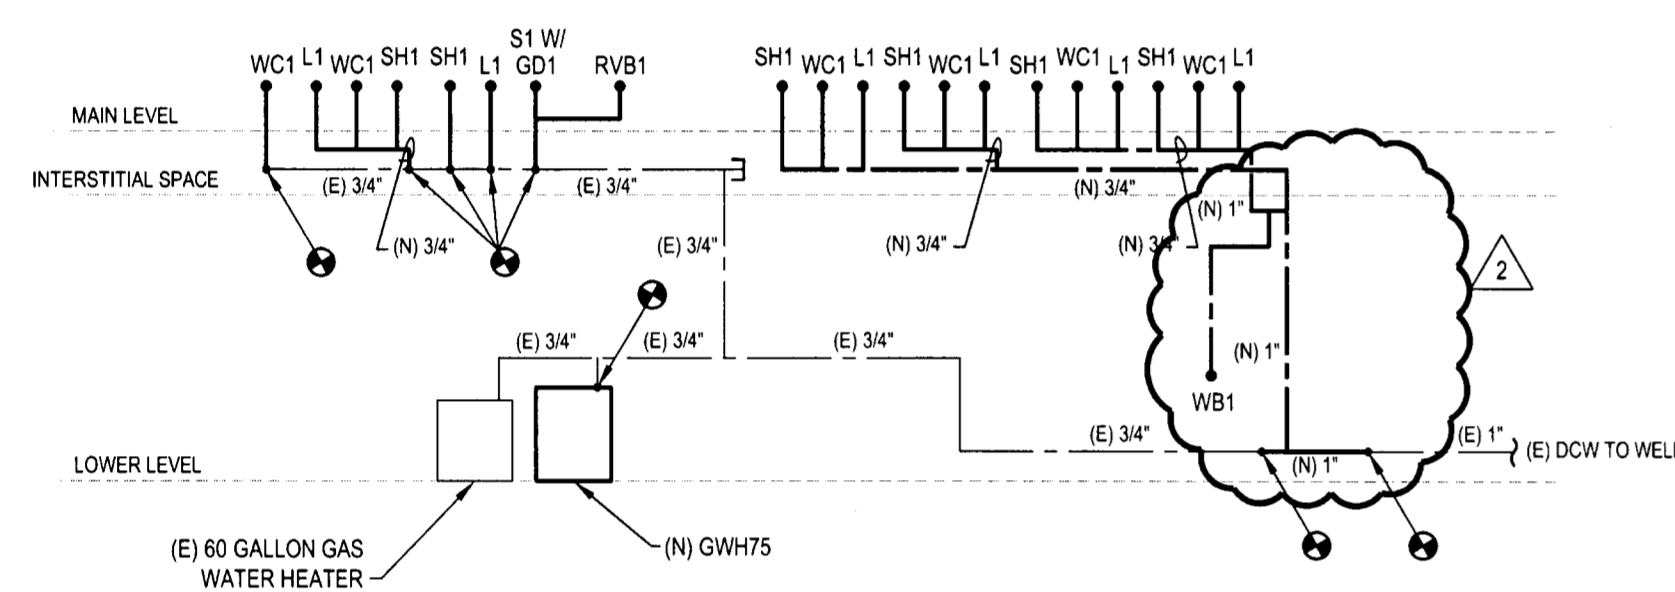 S1 W/
WC1 L1 WC1 SH1 SH1 L1 GD1 RVB1 SH1 WC1 L1 SH1 WC1 L1 SH1 WC1 L1 SH1 WC1 L1
MAIN LEVEL
INTERSTITIAL SPACE
(E) 3/4" (E) 3/4" (N) 3/4"
(N) 1"
(N) 3/4" (E) 3/4" (N) 3/4" (N) 3/4"
2
(E) 3/4" (E) 3/4" (E) 3/4" (N) 1"
WB1
(E) 3/4" (E) 1"
(E) DCW TO WELL
LOWER LEVEL
(N) 1"
(E) 60 GALLON GAS
WATER HEATER
(N) GWH75